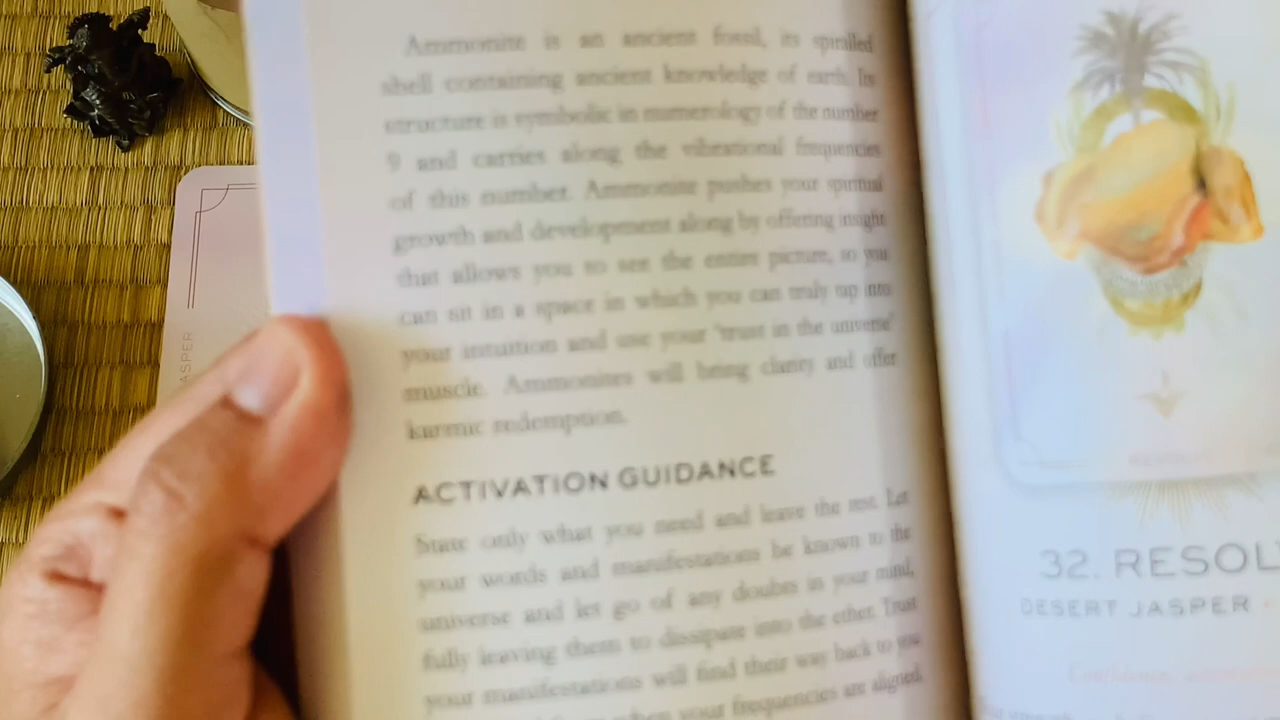 Ammonite is an ancient fossil, its spiralled
shell containing ancient knowledge of earth. Its
structure is symbolic in numerology of the number
9 and carries along the vibrational frequencies
of this number. Ammonite pushes your spiritual
growth and development along by offering insight
that allows you to see the entire picture, so you
can sit in a space in which you can truly up into
your intuition and use your 'trust in the universe'
muscle. Ammonites will bring clarity and offer
karmic redemption.
ACTIVATION GUIDANCE
State only what you need and leave the rest. Let
your words and manifestations be known to the
universe and let go of any doubts in your mind,
fully leaving them to dissipate into the ether. Trust
your manifestations will find their way back to you
when your frequencies are aligned.
ASPER
32. RESOL
DESERT JASPER
Confidence,